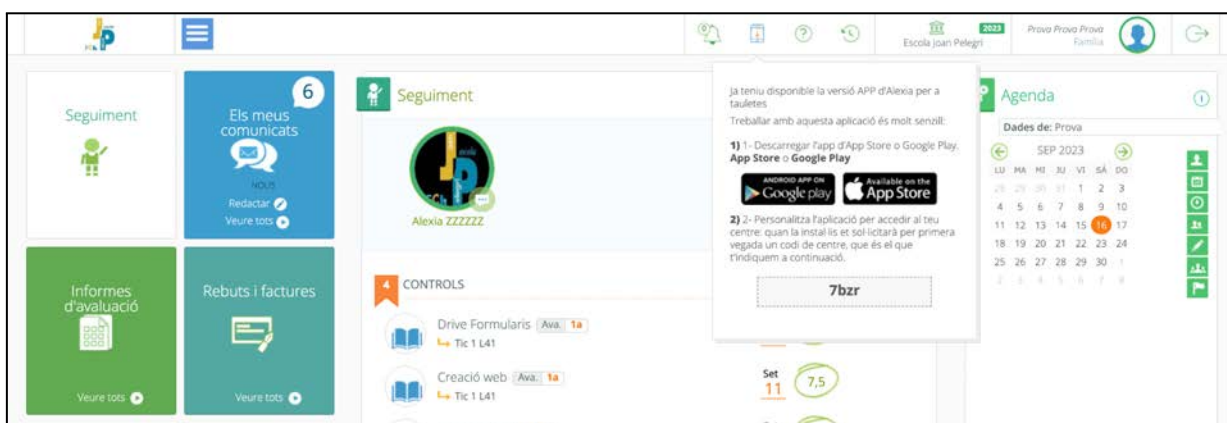 Escola Joan Pelegri
2023
Prova Prova Prova
Família
Seguiment
6
Els meus
comunicats
NOUS
Redactar
Veure tots
Informes
d'avaluació
Veure tots
Rebuts i factures
Veure tots
Seguiment
Alexia ZZZZZZ
4
CONTROLS
Drive Formularis Ava. 1a
Tic 1 L41
Creació web Ava. 1a
Tic 1 L41
Set
11
7,5
Ja teniu disponible la versió APP d'Alexia per a
tauletes
Treballar amb aquesta aplicació és molt senzill:
1) 1- Descarregar l'app d'App Store o Google Play.
App Store o Google Play
ANDROID APP ON
Google play
Available on the
App Store
2) 2- Personalitza l'aplicació per accedir al teu
centre: quan la instal·lis et sol·licitarà per primera
vegada un codi de centre, que és el que
t'indiquem a continuació.
7bzr
Agenda
Dades de: Prova
SEP 2023
LU MA MI JU VI SÁ DO
28 29 30 31 1 2 3
4 5 6 7 8 9 10
11 12 13 14 15 16 17
18 19 20 21 22 23 24
25 26 27 28 29 30 1
2 3 4 5 6 7 8